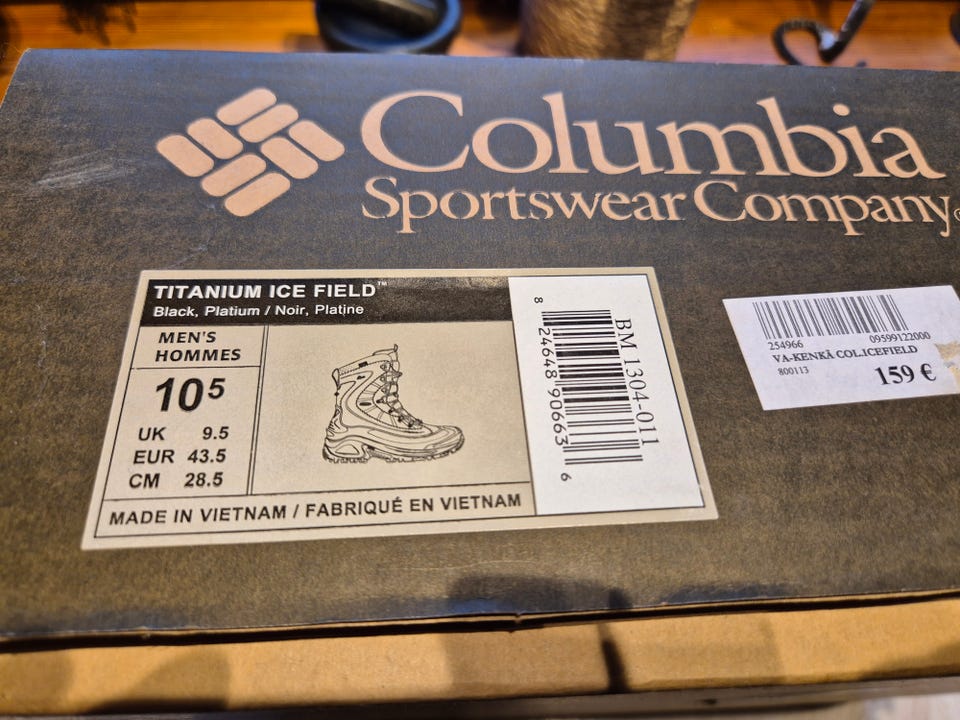 Columbia
Sportswear Company
TITANIUM ICE FIELD™
Black, Platium / Noir, Platine
MEN'S
HOMMES
10 5
UK 9.5
EUR 43.5
CM 28.5
MADE IN VIETNAM / FABRIQUÉ EN VIETNAM
BM 1304-011
8 24648 90663 6
254966 09599122000
VA-KENKÄ COL.ICEFIELD
800113 159 €